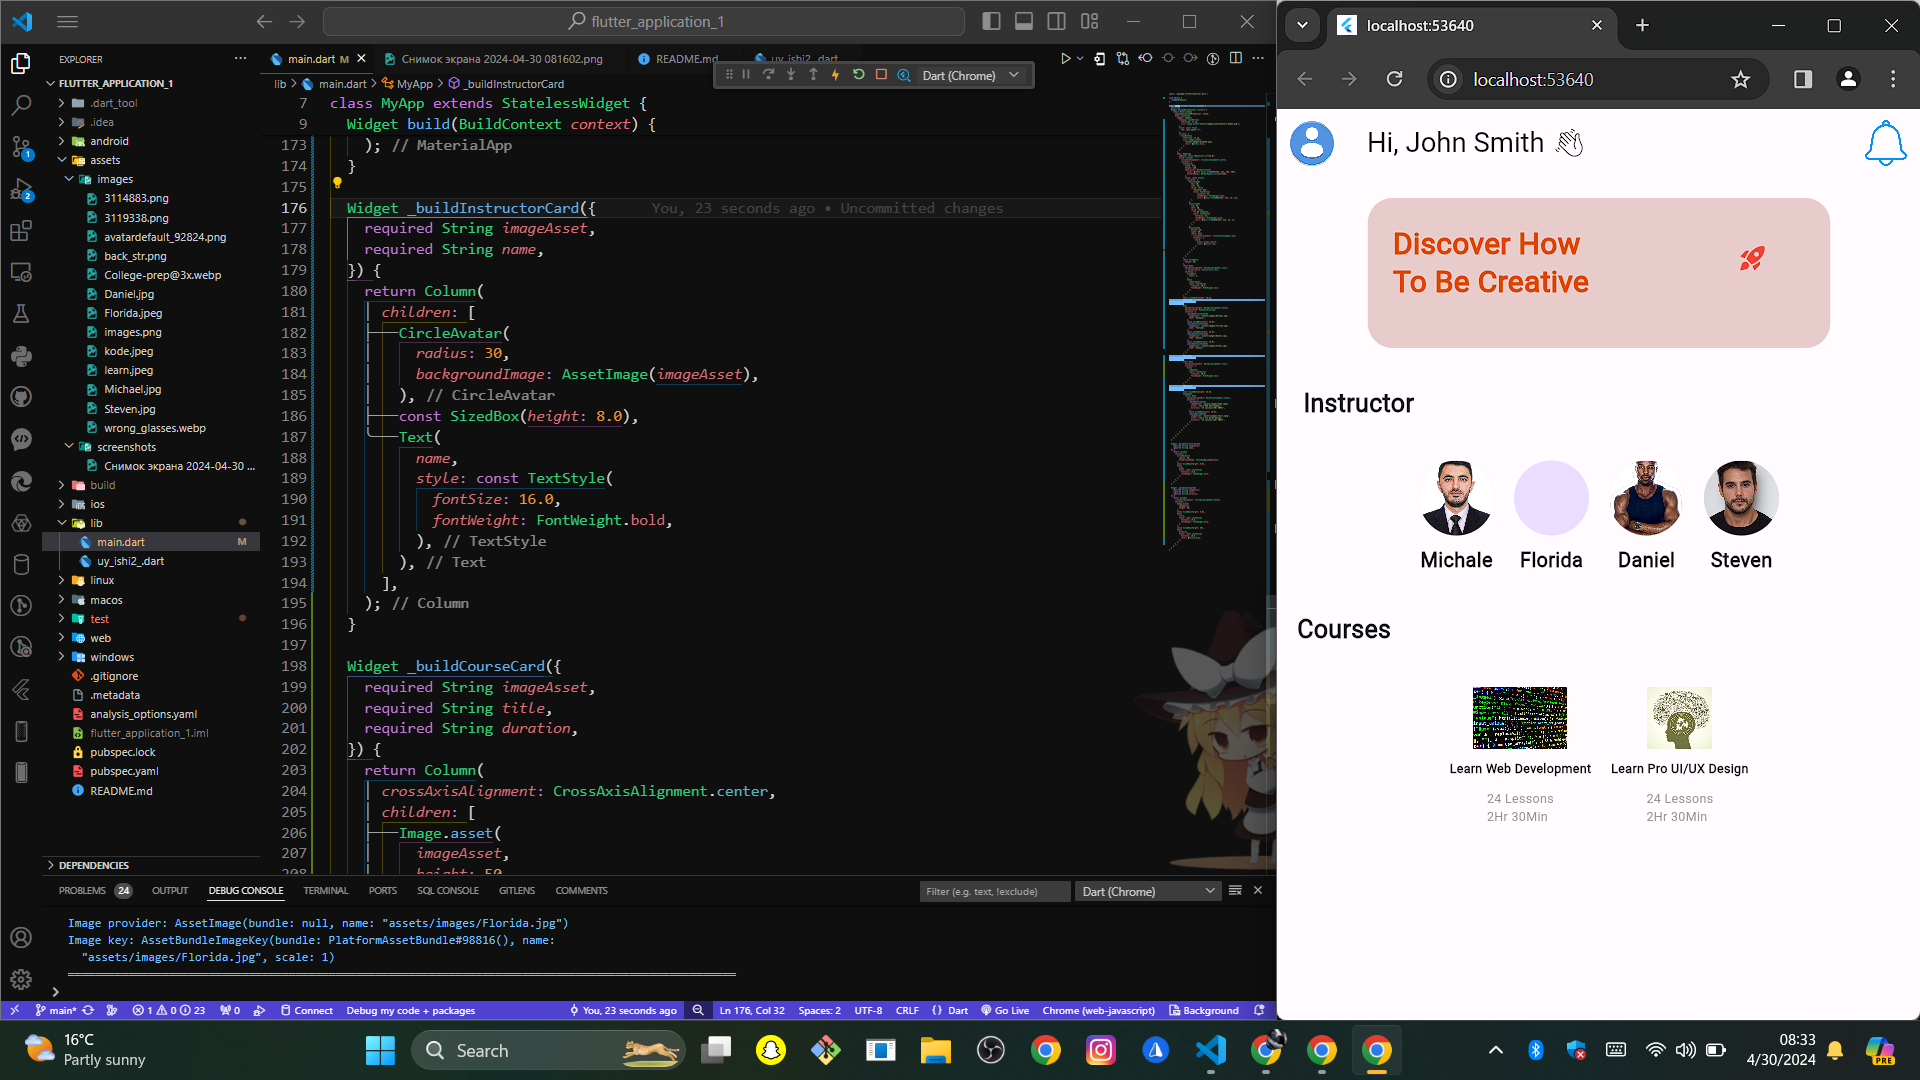 flutter_application_1
EXPLORER
FLUTTER_APPLICATION_1
.dart_tool
.idea
android
assets
images
3114883.png
3119338.png
avatardefault_92824.png
back_str.png
College-prep@3x.webp
Daniel.jpg
Florida.jpeg
images.png
kode.jpeg
learn.jpeg
Michael.jpg
Steven.jpg
wrong_glasses.webp
screenshots
Снимок экрана 2024-04-30 ...
build
ios
lib
main.dart M
uy_ishi2_.dart
linux
macos
test
web
windows
.gitignore
.metadata
analysis_options.yaml
flutter_application_1.iml
pubspec.lock
pubspec.yaml
README.md
DEPENDENCIES
main.dart M
Снимок экрана 2024-04-30 081602.png
README.md
uy_ishi2_.dart
Dart (Chrome)
lib > main.dart > MyApp > _buildInstructorCard
7 class MyApp extends StatelessWidget {
9 Widget build(BuildContext context) {
173 ); // MaterialApp
174 }
175
176 Widget _buildInstructorCard({ You, 23 seconds ago • Uncommitted changes
177 required String imageAsset,
178 required String name,
179 }) {
180 return Column(
181 children: [
182 CircleAvatar(
183 radius: 30,
184 backgroundImage: AssetImage(imageAsset),
185 ), // CircleAvatar
186 const SizedBox(height: 8.0),
187 Text(
188 name,
189 style: const TextStyle(
190 fontSize: 16.0,
191 fontWeight: FontWeight.bold,
192 ), // TextStyle
193 ), // Text
194 ],
195 ); // Column
196 }
197
198 Widget _buildCourseCard({
199 required String imageAsset,
200 required String title,
201 required String duration,
202 }) {
203 return Column(
204 crossAxisAlignment: CrossAxisAlignment.center,
205 children: [
206 Image.asset(
207 imageAsset,
208 height: 50
PROBLEMS 24 OUTPUT DEBUG CONSOLE TERMINAL PORTS SQL CONSOLE GITLENS COMMENTS
Filter (e.g. text, !exclude)
Dart (Chrome)
Image provider: AssetImage(bundle: null, name: "assets/images/Florida.jpg")
Image key: AssetBundleImageKey(bundle: PlatformAssetBundle#98816(), name:
"assets/images/Florida.jpg", scale: 1)
main* 1 0 23 0 Connect Debug my code + packages You, 23 seconds ago Ln 176, Col 32 Spaces: 2 UTF-8 CRLF {} Dart Go Live Chrome (web-javascript) Background
localhost:53640
localhost:53640
Hi, John Smith
Discover How
To Be Creative
Instructor
Michale Florida Daniel Steven
Courses
Learn Web Development
24 Lessons
2Hr 30Min
Learn Pro UI/UX Design
24 Lessons
2Hr 30Min
16°C
Partly sunny
Search
08:33
4/30/2024
PRE